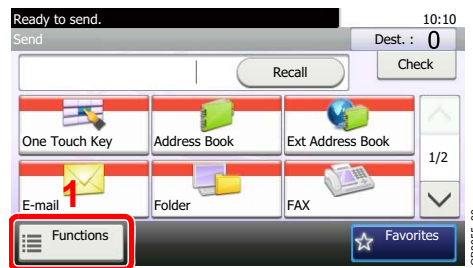 Ready to send.
10:10
Send
Dest. : 0
Check
Recall
One Touch Key
Address Book
Ext Address Book
1/2
E-mail
1
Folder
FAX
Functions
Favorites